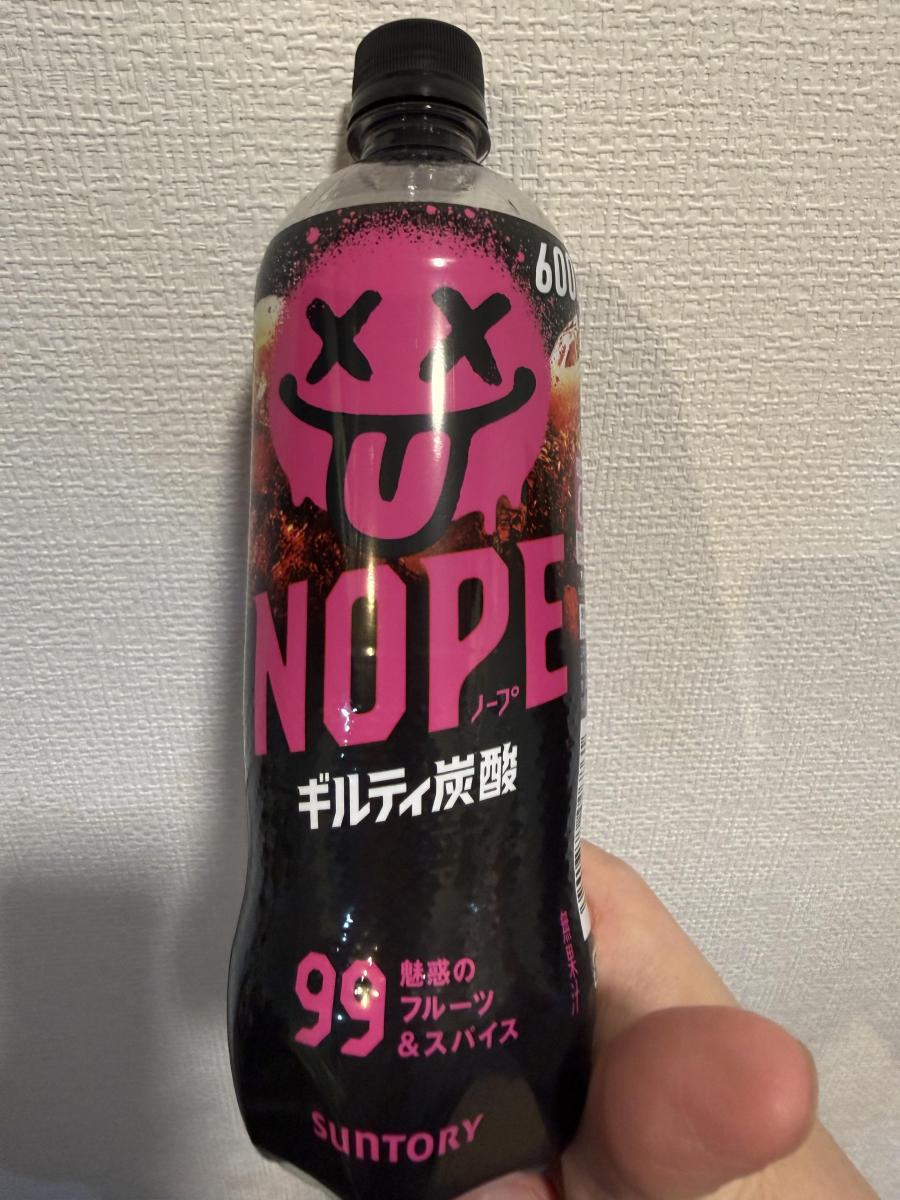 600
NOPE
ノープ
ギルティ炭酸
99
魅惑の
フルーツ
&スパイス
無果汁
SUNTORY